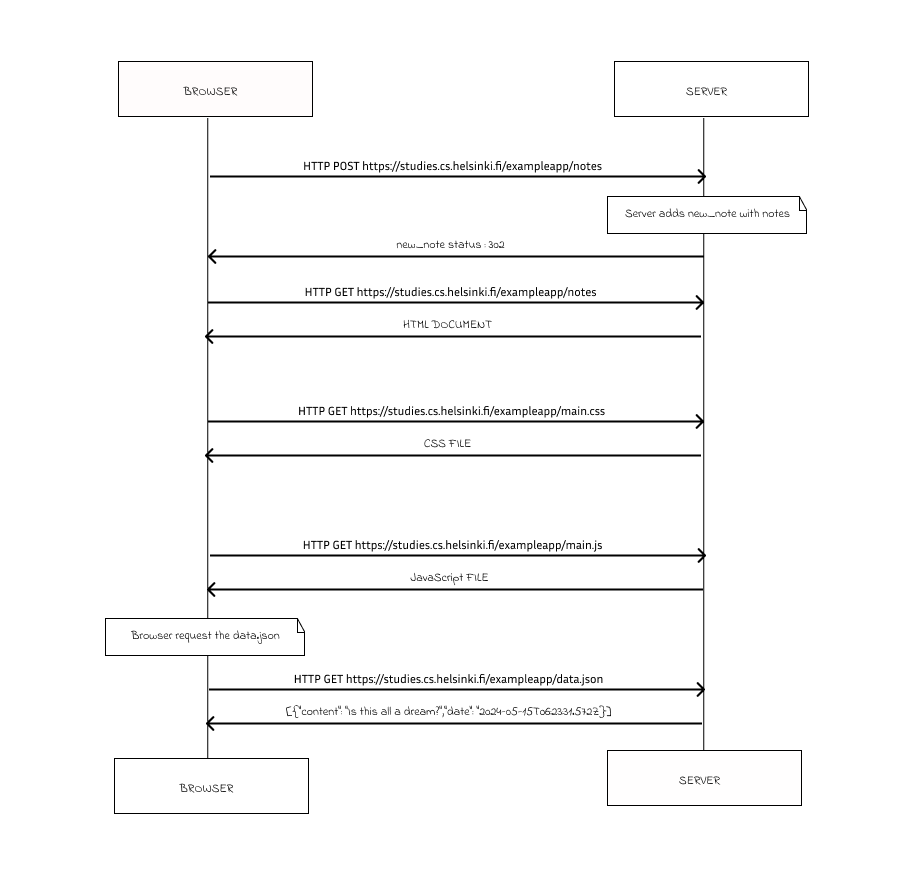 BROWSER
SERVER
HTTP POST https://studies.cs.helsinki.fi/exampleapp/notes
Server adds new_note with notes
new_note status : 302
HTTP GET https://studies.cs.helsinki.fi/exampleapp/notes
HTML DOCUMENT
HTTP GET https://studies.cs.helsinki.fi/exampleapp/main.css
CSS FILE
HTTP GET https://studies.cs.helsinki.fi/exampleapp/main.js
JavaScript FILE
Browser request the data.json
HTTP GET https://studies.cs.helsinki.fi/exampleapp/data.json
[{"content": "is this all a dream?","date": "2024-05-15T062331.572Z}]
BROWSER
SERVER